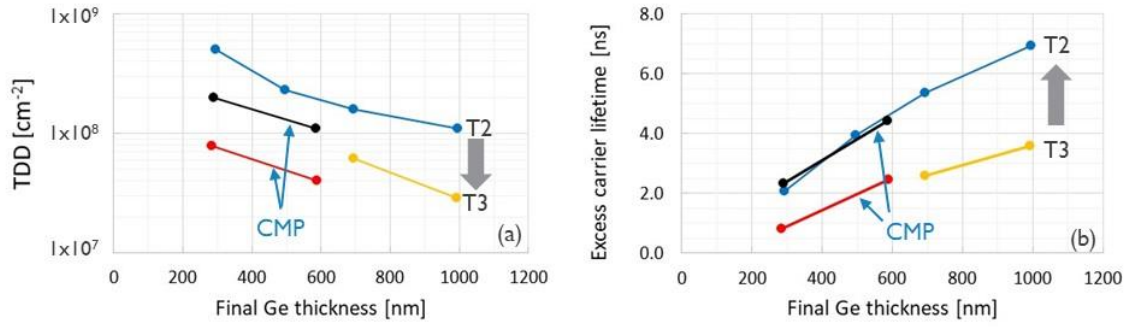 TDD [cm⁻²]
1x10⁹
1x10⁸
1x10⁷
0 200 400 600 800 1000 1200
Final Ge thickness [nm]
T2
T3
CMP
(a)
Excess carrier lifetime [ns]
8.0
6.0
4.0
2.0
0.0
0 200 400 600 800 1000 1200
Final Ge thickness [nm]
T2
T3
CMP
(b)